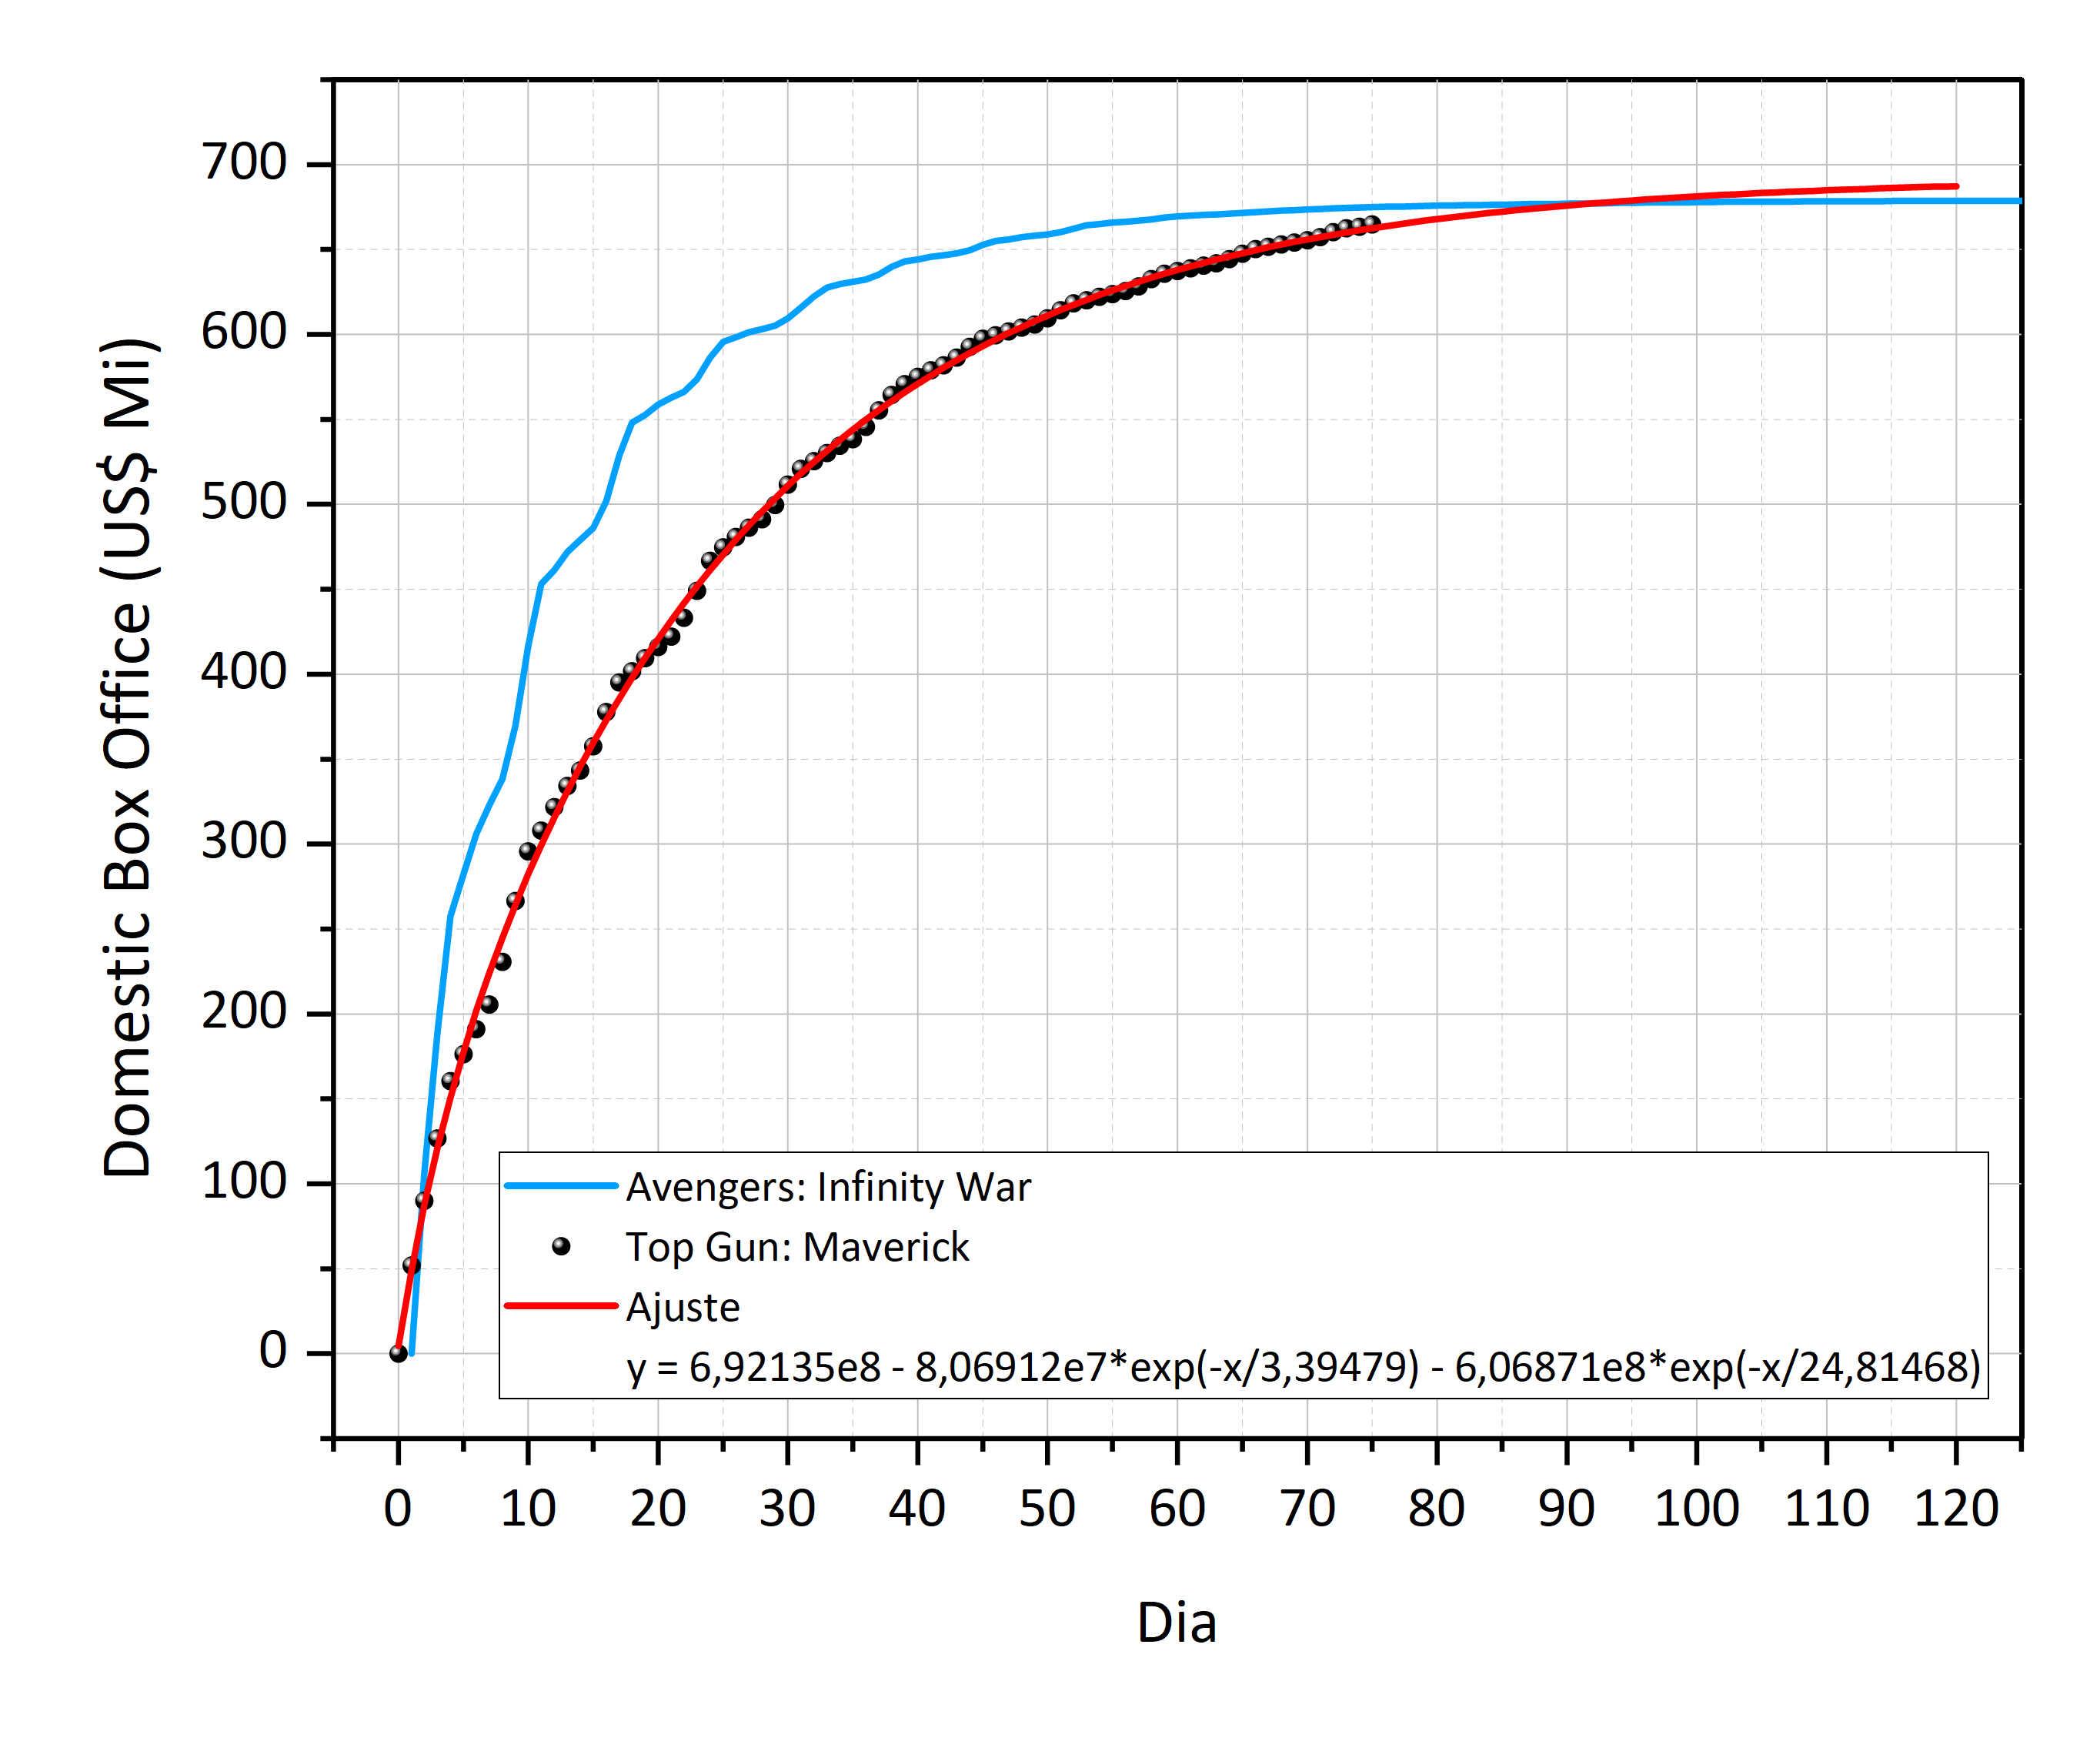 Domestic Box Office (US$ Mi)
700
600
500
400
300
200
100
0
Avengers: Infinity War
Top Gun: Maverick
Ajuste
y = 6,92135e8 - 8,06912e7*exp(-x/3,39479) - 6,06871e8*exp(-x/24,81468)
0 10 20 30 40 50 60 70 80 90 100 110 120
Dia